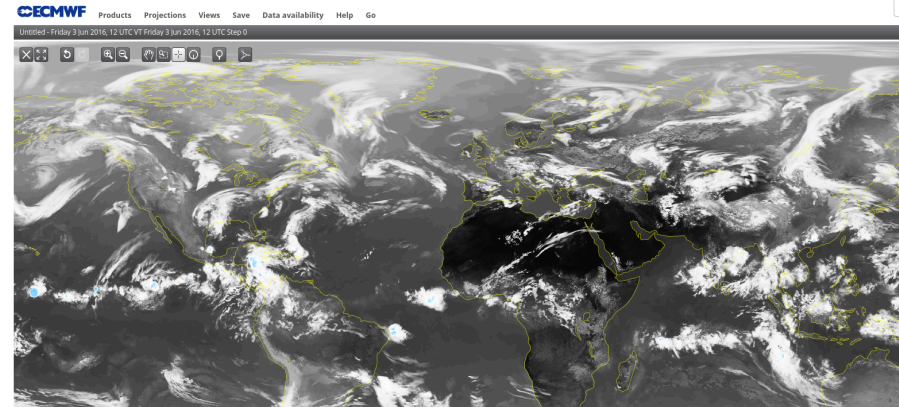 CECMWF
Products Projections Views Save Data availability Help Go
Untitled - Friday 3 Jun 2016, 12 UTC VT Friday 3 Jun 2016, 12 UTC Step 0